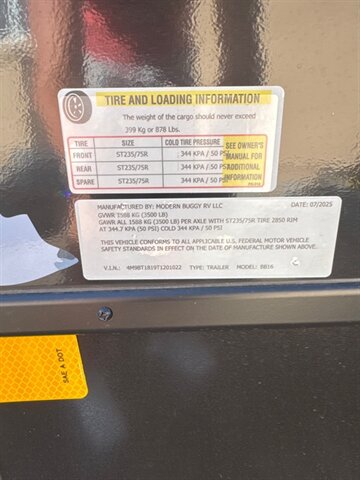 TIRE AND LOADING INFORMATION
The weight of the cargo should never exceed
399 Kg or 878 Lbs.
TIRE SIZE COLD TIRE PRESSURE
FRONT ST235/75R 344 KPA / 50 PSI
REAR ST235/75R 344 KPA / 50 PSI
SPARE ST235/75R 344 KPA / 50 PSI
SEE OWNER'S
MANUAL FOR
ADDITIONAL
INFORMATION
MANUFACTURED BY: MODERN BUGGY RV LLC DATE: 07/2025
GVWR 1588 KG (3500 LB)
GAWR ALL 1588 KG (3500 LB) PER AXLE WITH ST235/75R TIRE 2850 RIM
AT 344.7 KPA (50 PSI) COLD 344 KPA / 50 PSI
THIS VEHICLE CONFORMS TO ALL APPLICABLE U.S. FEDERAL MOTOR VEHICLE
SAFETY STANDARDS IN EFFECT ON THE DATE OF MANUFACTURE SHOWN ABOVE.
V.I.N.: 4M9BT1819T1201022 TYPE: TRAILER MODEL: BB16
SAE A DOT